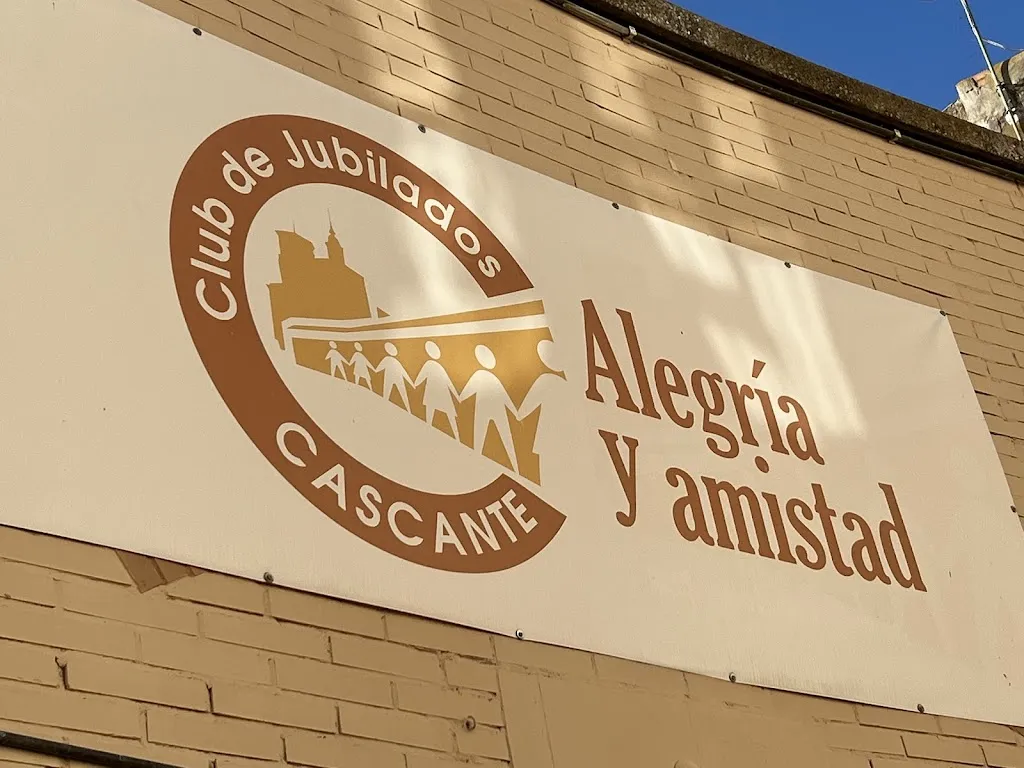 Club de Jubilados
CASCANTE
Alegría
y amistad